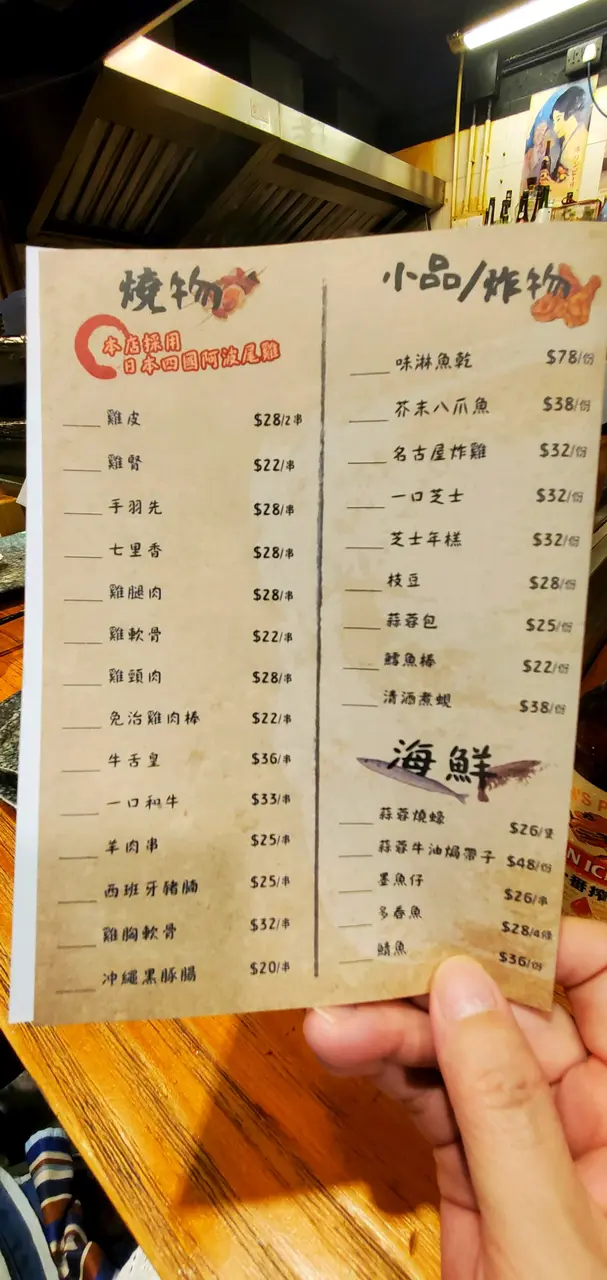 燒物
本店採用
日本四國阿波尾雞
雞皮 $28/2串
雞腎 $22/串
手羽先 $28/串
七里香 $28/串
雞腿肉 $28/串
雞軟骨 $22/串
雞頸肉 $28/串
免治雞肉棒 $22/串
牛舌皇 $36/串
一口和牛 $33/串
羊肉串 $25/串
西班牙豬腩 $25/串
雞胸軟骨 $32/串
沖繩黑豚腸 $20/串
小品/炸物
味淋魚乾 $78/份
芥末八爪魚 $38/份
名古屋炸雞 $32/份
一口芝士 $32/份
芝士年糕 $32/份
枝豆 $28/份
蒜蓉包 $25/份
鱈魚棒 $22/份
清酒煮蜆 $38/份
海鮮
蒜蓉燒蠔 $26/隻
蒜蓉牛油焗帶子 $48/份
墨魚仔 $26/串
多春魚 $28/4條
鯖魚 $36/份